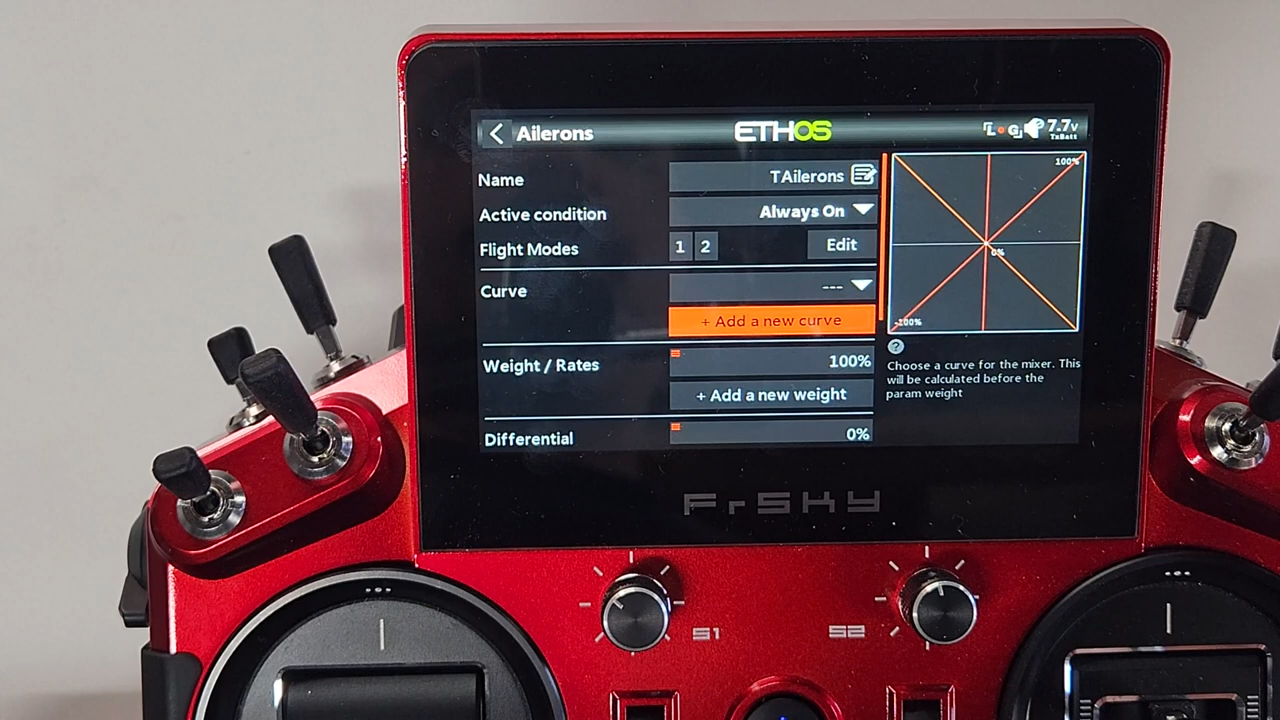 Ailerons
ETHOS
7.7V
TxBatt
Name
TAilerons
Active condition
Always On
Flight Modes
1 2
Edit
Curve
---
+ Add a new curve
Weight / Rates
100%
+ Add a new weight
Differential
0%
100%
0%
-100%
?
Choose a curve for the mixer. This
will be calculated before the
param weight
FrSKY
S1
S2